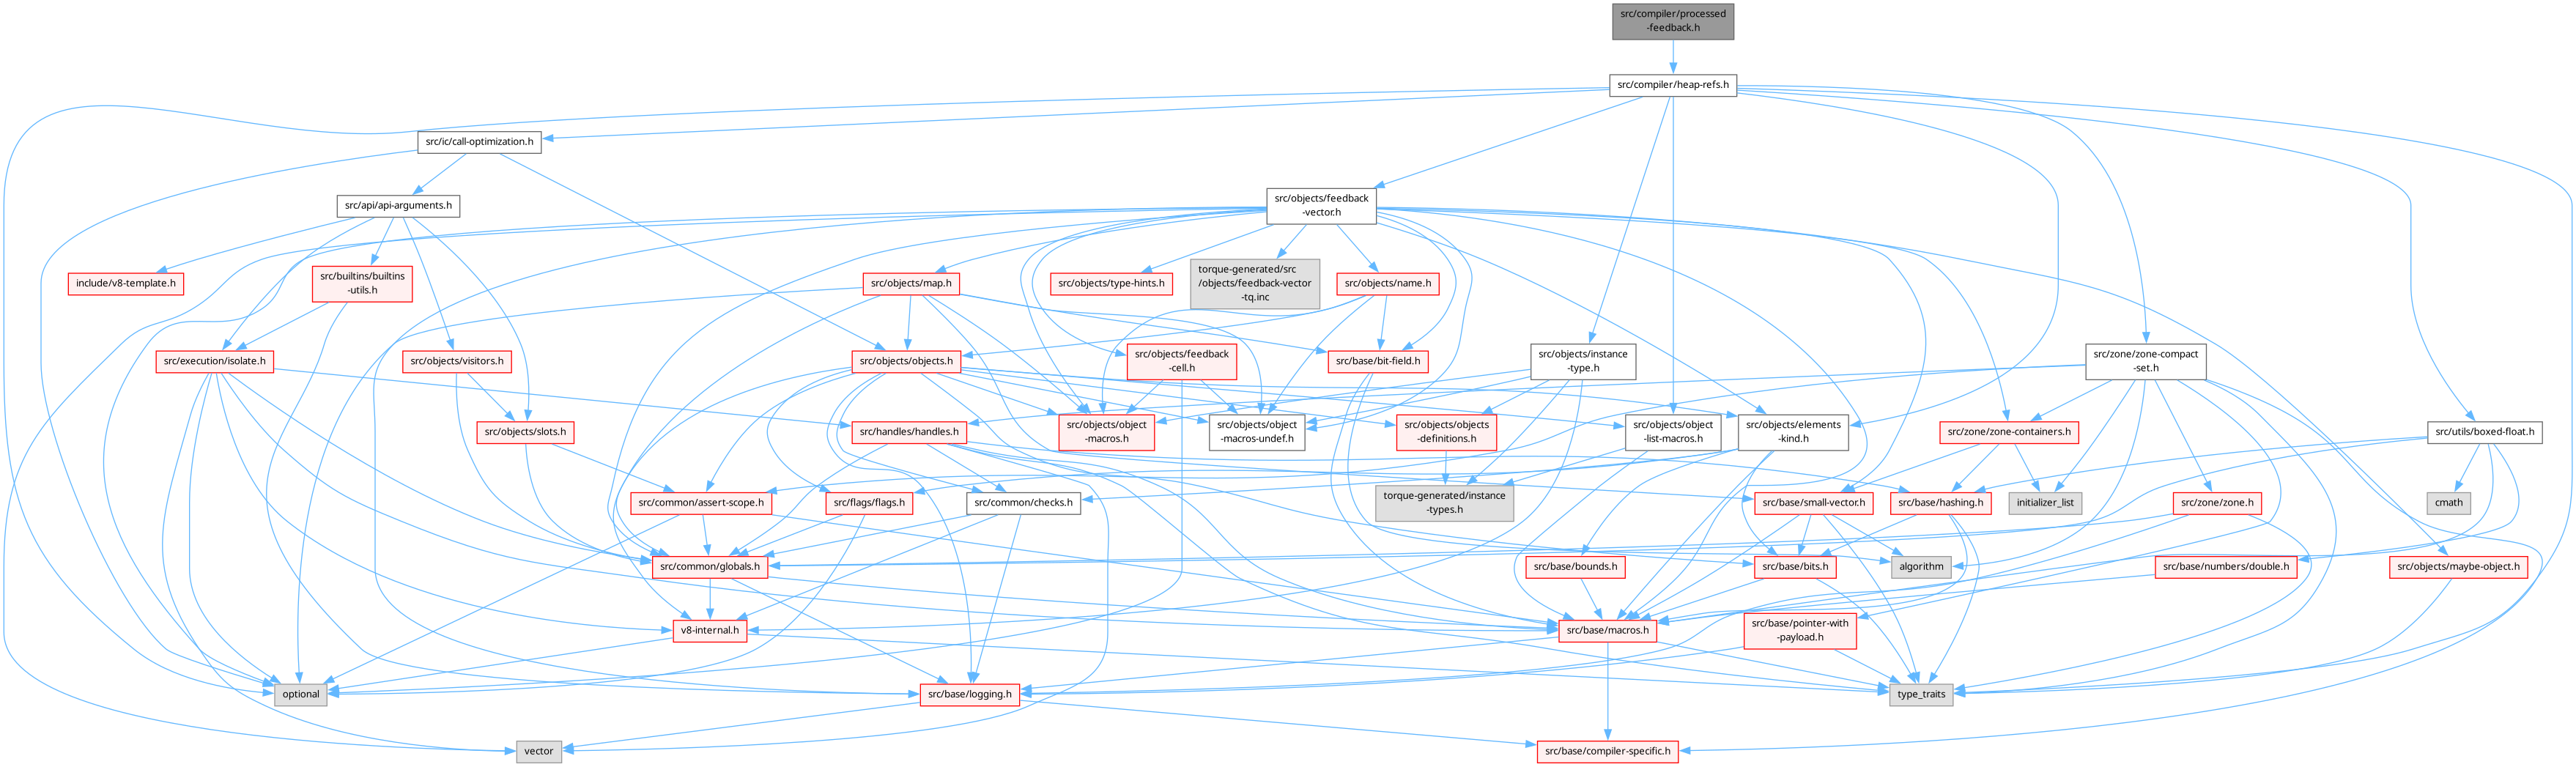 src/compiler/processed
-feedback.h
src/compiler/heap-refs.h
src/ic/call-optimization.h
src/api/api-arguments.h
src/objects/feedback
-vector.h
include/v8-template.h
src/builtins/builtins
-utils.h
src/objects/map.h
src/objects/type-hints.h
torque-generated/src
/objects/feedback-vector
-tq.inc
src/objects/name.h
src/execution/isolate.h
src/objects/visitors.h
src/objects/objects.h
src/objects/feedback
-cell.h
src/base/bit-field.h
src/objects/instance
-type.h
src/zone/zone-compact
-set.h
src/objects/slots.h
src/handles/handles.h
src/objects/object
-macros.h
src/objects/object
-macros-undef.h
src/objects/objects
-definitions.h
src/objects/object
-list-macros.h
src/objects/elements
-kind.h
src/zone/zone-containers.h
src/utils/boxed-float.h
src/common/assert-scope.h
src/flags/flags.h
src/common/checks.h
torque-generated/instance
-types.h
src/base/small-vector.h
src/base/hashing.h
initializer_list
src/zone/zone.h
cmath
src/common/globals.h
src/base/bounds.h
src/base/bits.h
algorithm
src/base/numbers/double.h
src/objects/maybe-object.h
v8-internal.h
src/base/macros.h
src/base/pointer-with
-payload.h
optional
src/base/logging.h
type_traits
vector
src/base/compiler-specific.h